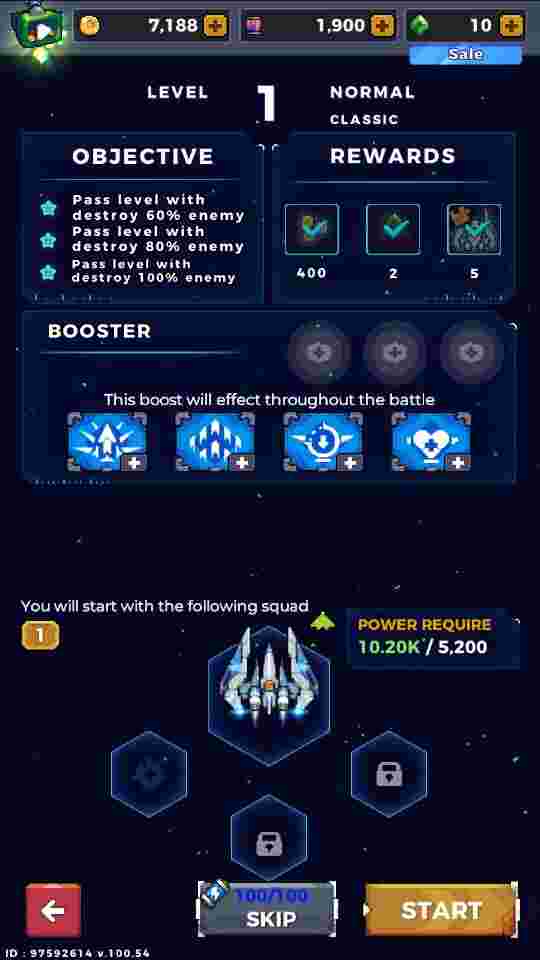 7,188
1,900
10
Sale
LEVEL 1 NORMAL
CLASSIC
OBJECTIVE
Pass level with
destroy 60% enemy
Pass level with
destroy 80% enemy
Pass level with
destroy 100% enemy
REWARDS
400 2 5
BOOSTER
This boost will effect throughout the battle
You will start with the following squad
1
POWER REQUIRE
10.20K / 5,200
100/100
SKIP
START
ID : 97592614 v.100.54